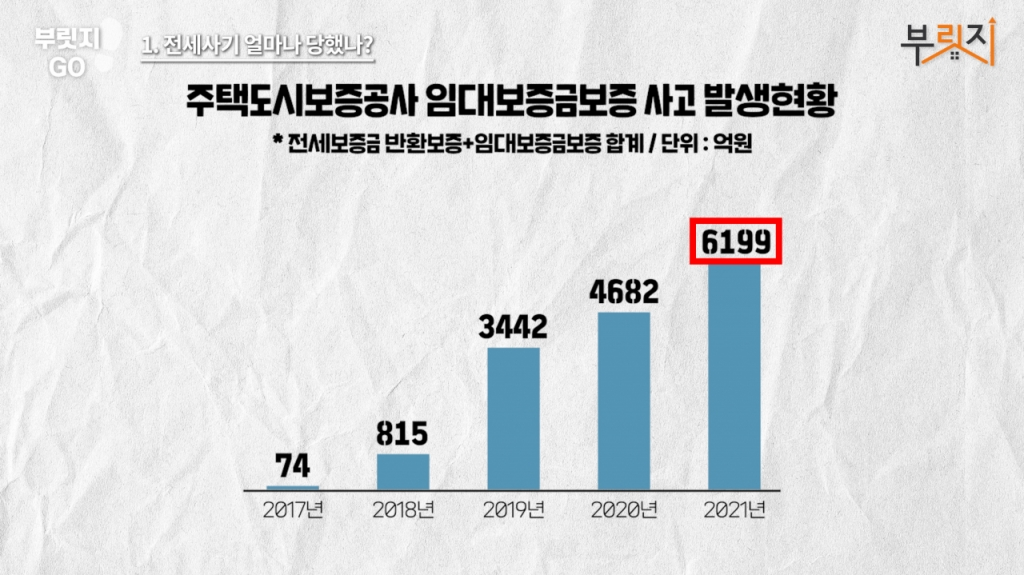 부릿지
GO
1. 전세사기 얼마나 당했나?
부릿지
주택도시보증공사 임대보증금보증 사고 발생현황
* 전세보증금 반환보증+임대보증금보증 합계 / 단위 : 억원
74
815
3442
4682
6199
2017년
2018년
2019년
2020년
2021년